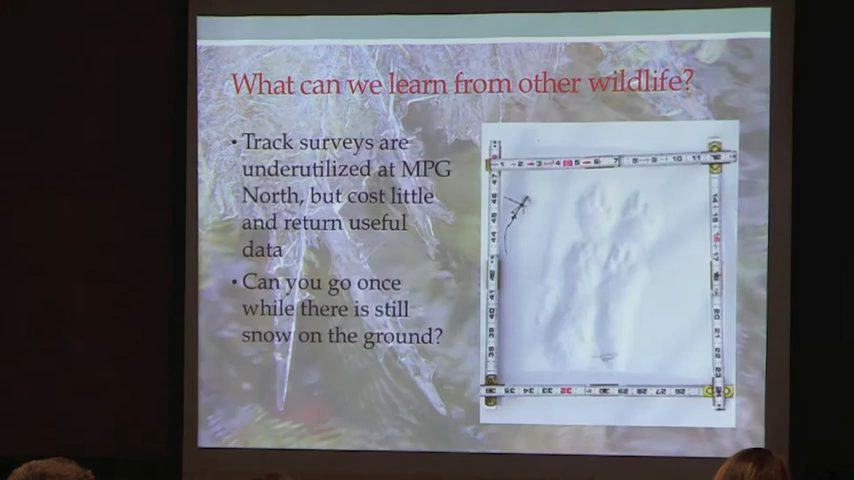 What can we learn from other wildlife?
• Track surveys are
underutilized at MPG
North, but cost little
and return useful
data
• Can you go once
while there is still
snow on the ground?